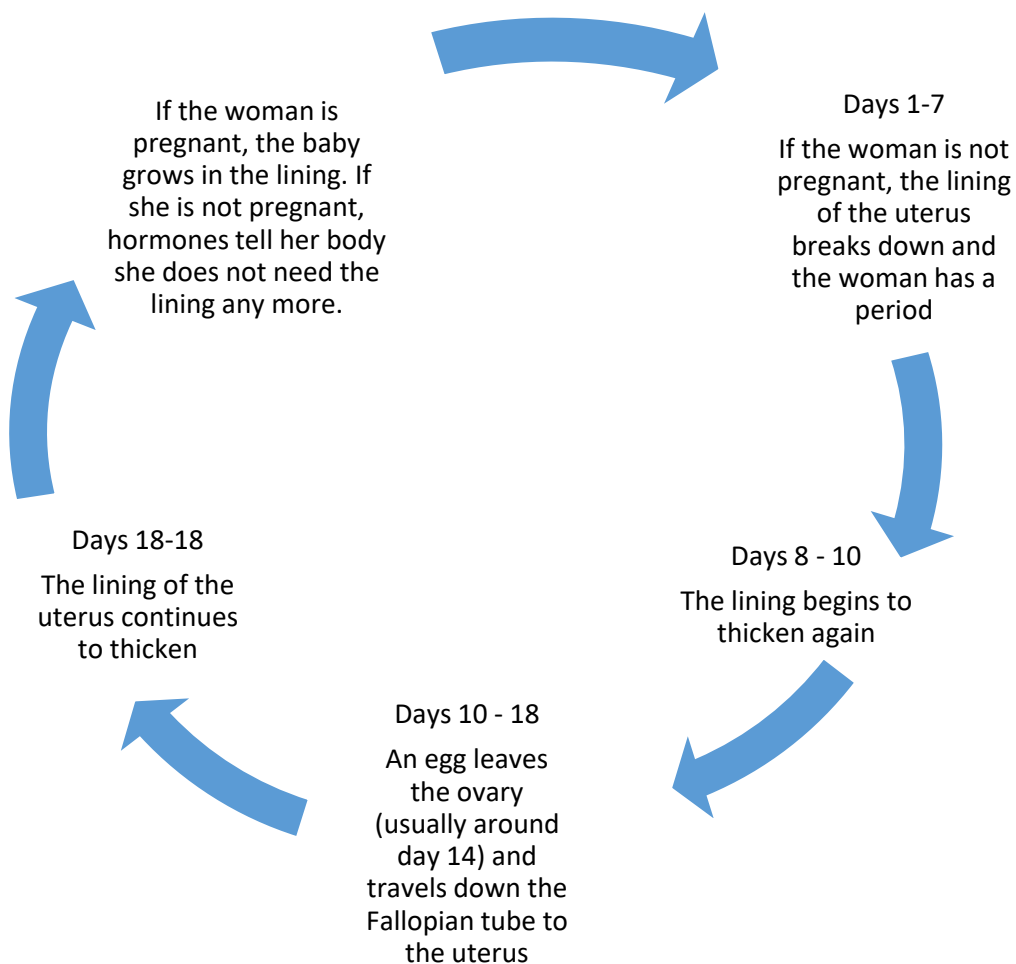 If the woman is
pregnant, the baby
grows in the lining. If
she is not pregnant,
hormones tell her body
she does not need the
lining any more.
Days 1-7
If the woman is not
pregnant, the lining
of the uterus
breaks down and
the woman has a
period
Days 8 - 10
The lining begins to
thicken again
Days 10 - 18
An egg leaves
the ovary
(usually around
day 14) and
travels down the
Fallopian tube to
the uterus
Days 18-18
The lining of the
uterus continues
to thicken